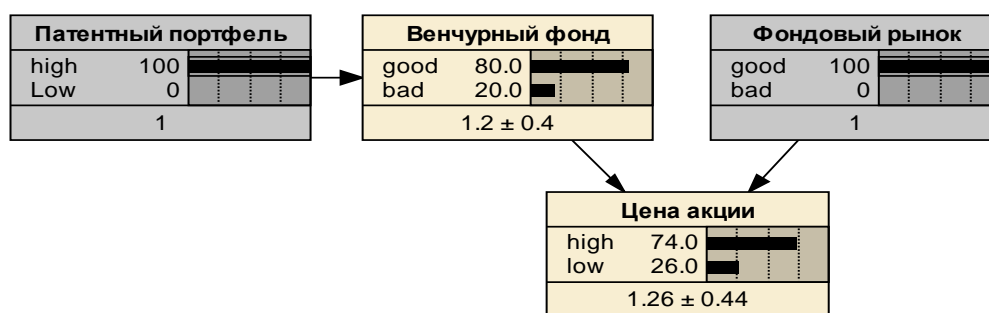 Патентный портфель
high 100
Low 0
1
Венчурный фонд
good 80.0
bad 20.0
1.2 ± 0.4
Фондовый рынок
good 100
bad 0
1
Цена акции
high 74.0
low 26.0
1.26 ± 0.44